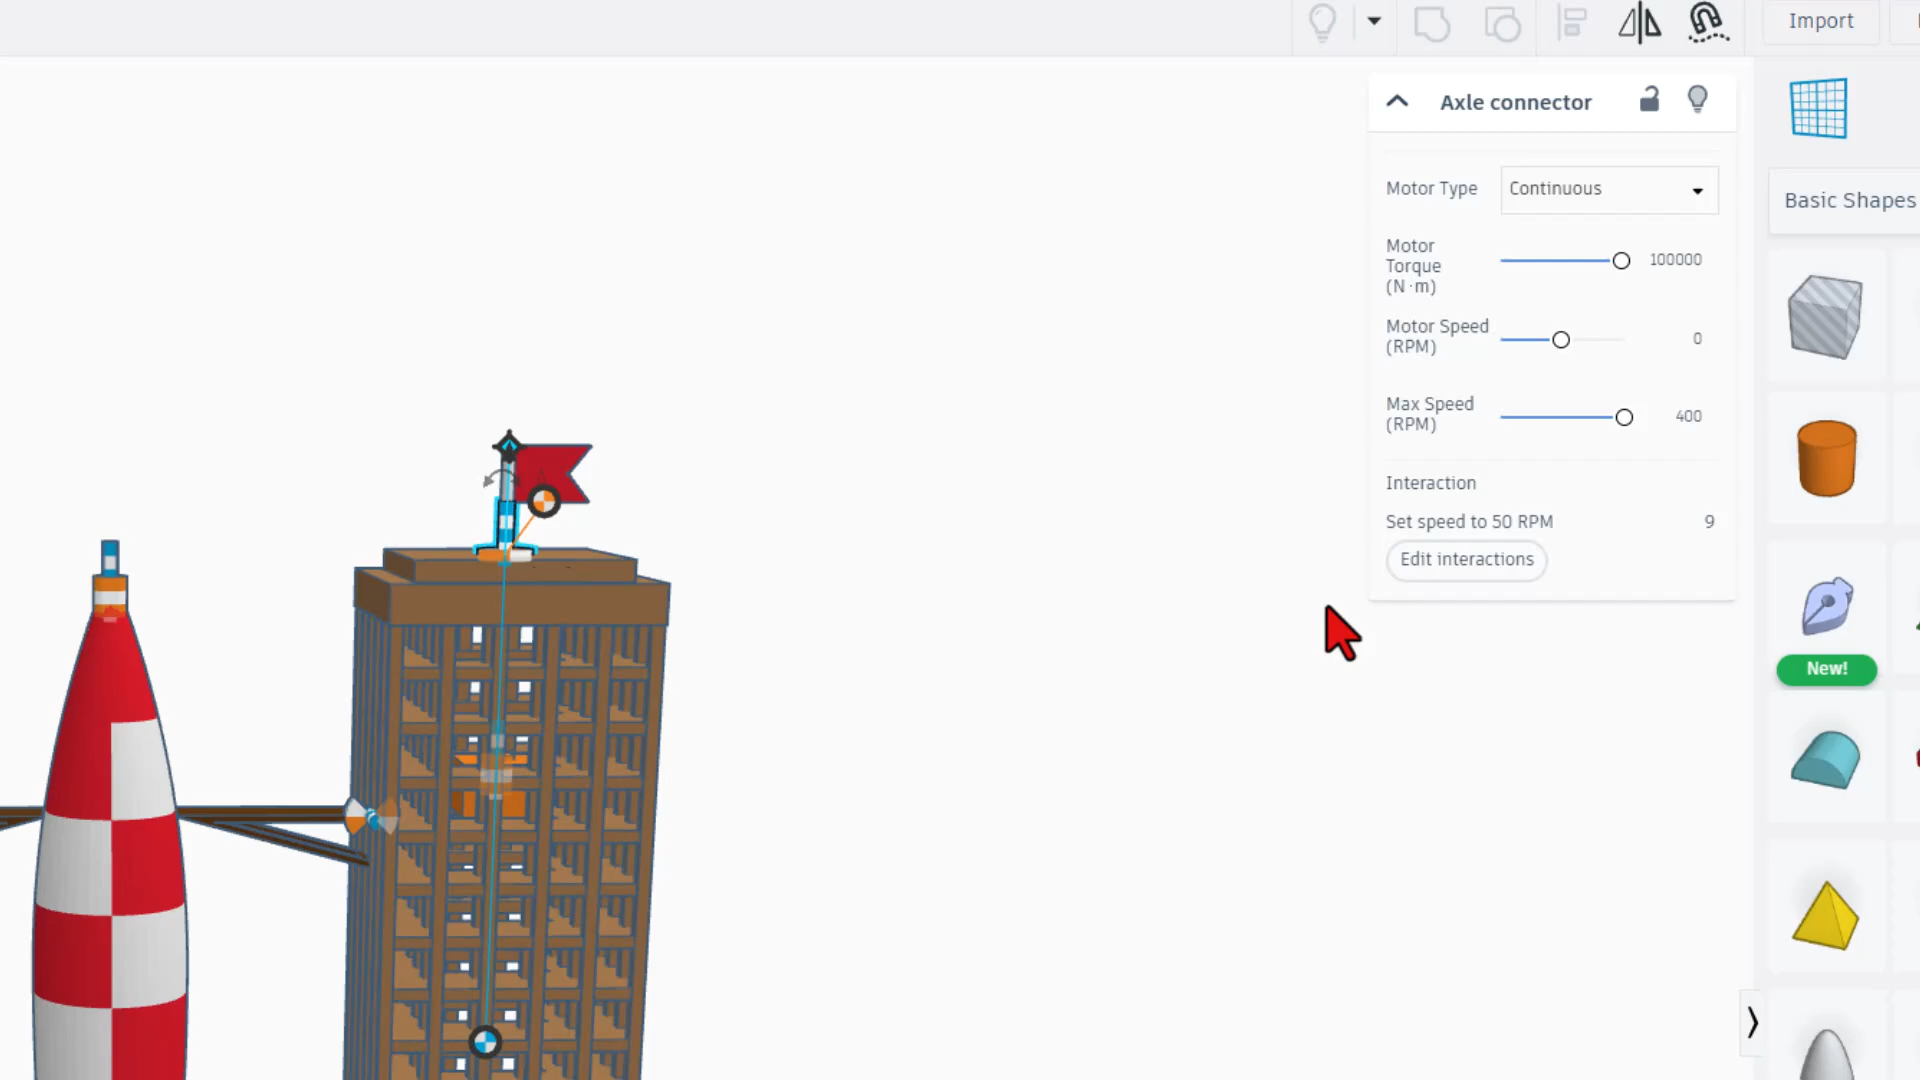 Import
Axle connector
Motor Type
Continuous
Motor
Torque
(N·m)
100000
Motor Speed
(RPM)
0
Max Speed
(RPM)
400
Interaction
Set speed to 50 RPM
9
Edit interactions
Basic Shapes
New!